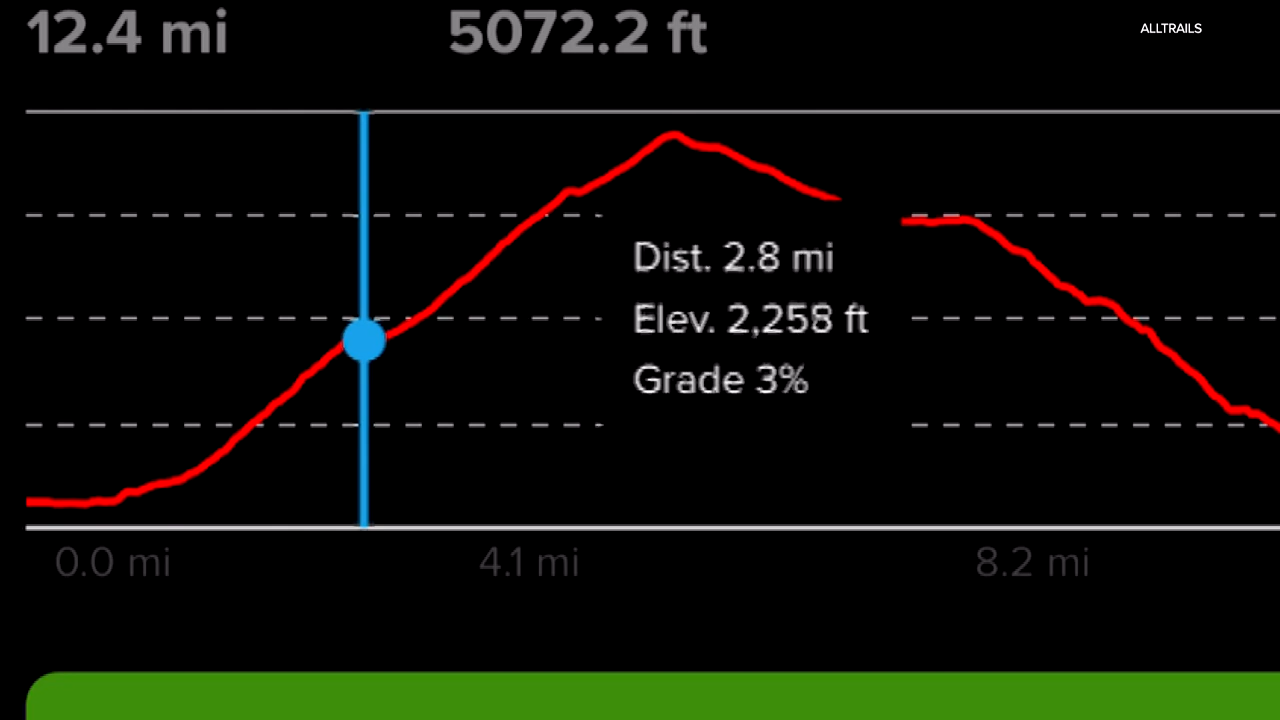 12.4 mi
5072.2 ft
ALLTRAILS
Dist. 2.8 mi
Elev. 2,258 ft
Grade 3%
0.0 mi
4.1 mi
8.2 mi